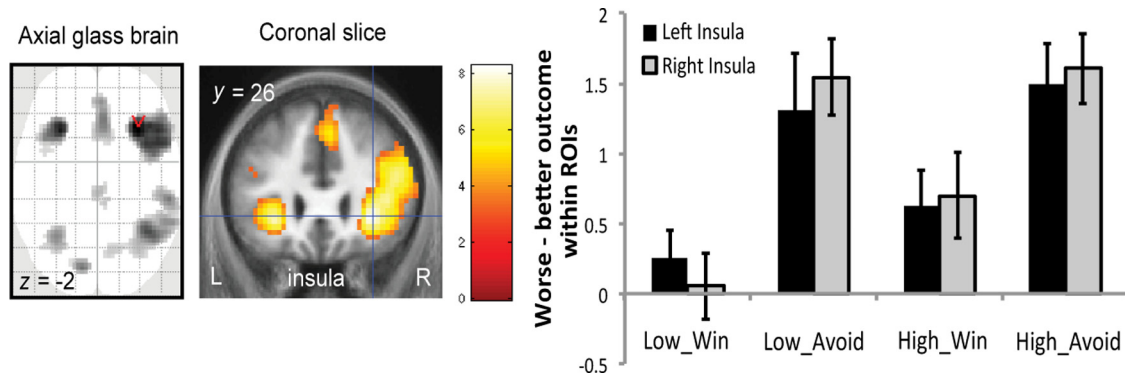 Axial glass brain
z = -2
Coronal slice
y = 26
L
insula
R
8
6
4
2
0
Worse - better outcome
within ROIs
2
1.5
1
0.5
0
-0.5
Left Insula
Right Insula
Low_Win
Low_Avoid
High_Win
High_Avoid